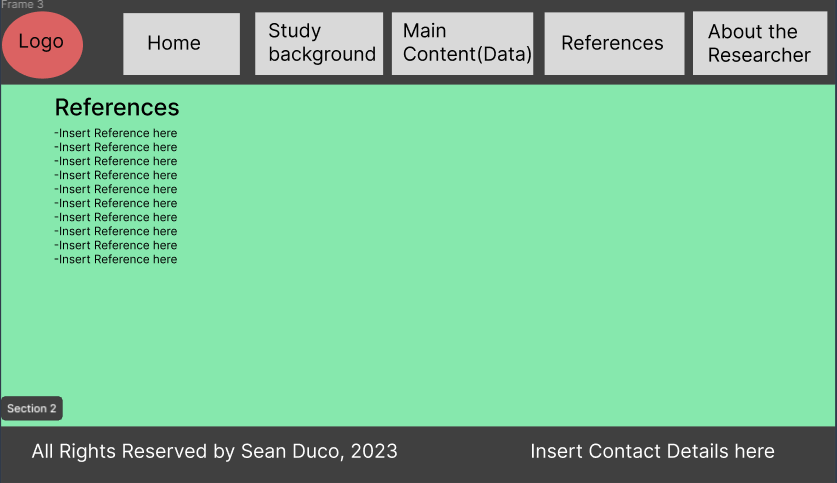 Frame 3
Logo
Home
Study
background
Main
Content(Data)
References
About the
Researcher
References
-Insert Reference here
-Insert Reference here
-Insert Reference here
-Insert Reference here
-Insert Reference here
-Insert Reference here
-Insert Reference here
-Insert Reference here
-Insert Reference here
-Insert Reference here
Section 2
All Rights Reserved by Sean Duco, 2023
Insert Contact Details here